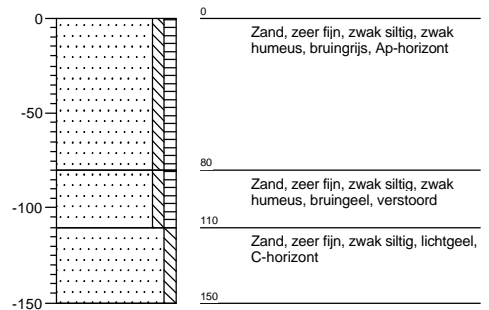 0
0
Zand, zeer fijn, zwak siltig, zwak
humeus, bruingrijs, Ap-horizont
-50
80
Zand, zeer fijn, zwak siltig, zwak
humeus, bruingeel, verstoord
-100
110
Zand, zeer fijn, zwak siltig, lichtgeel,
C-horizont
-150
150